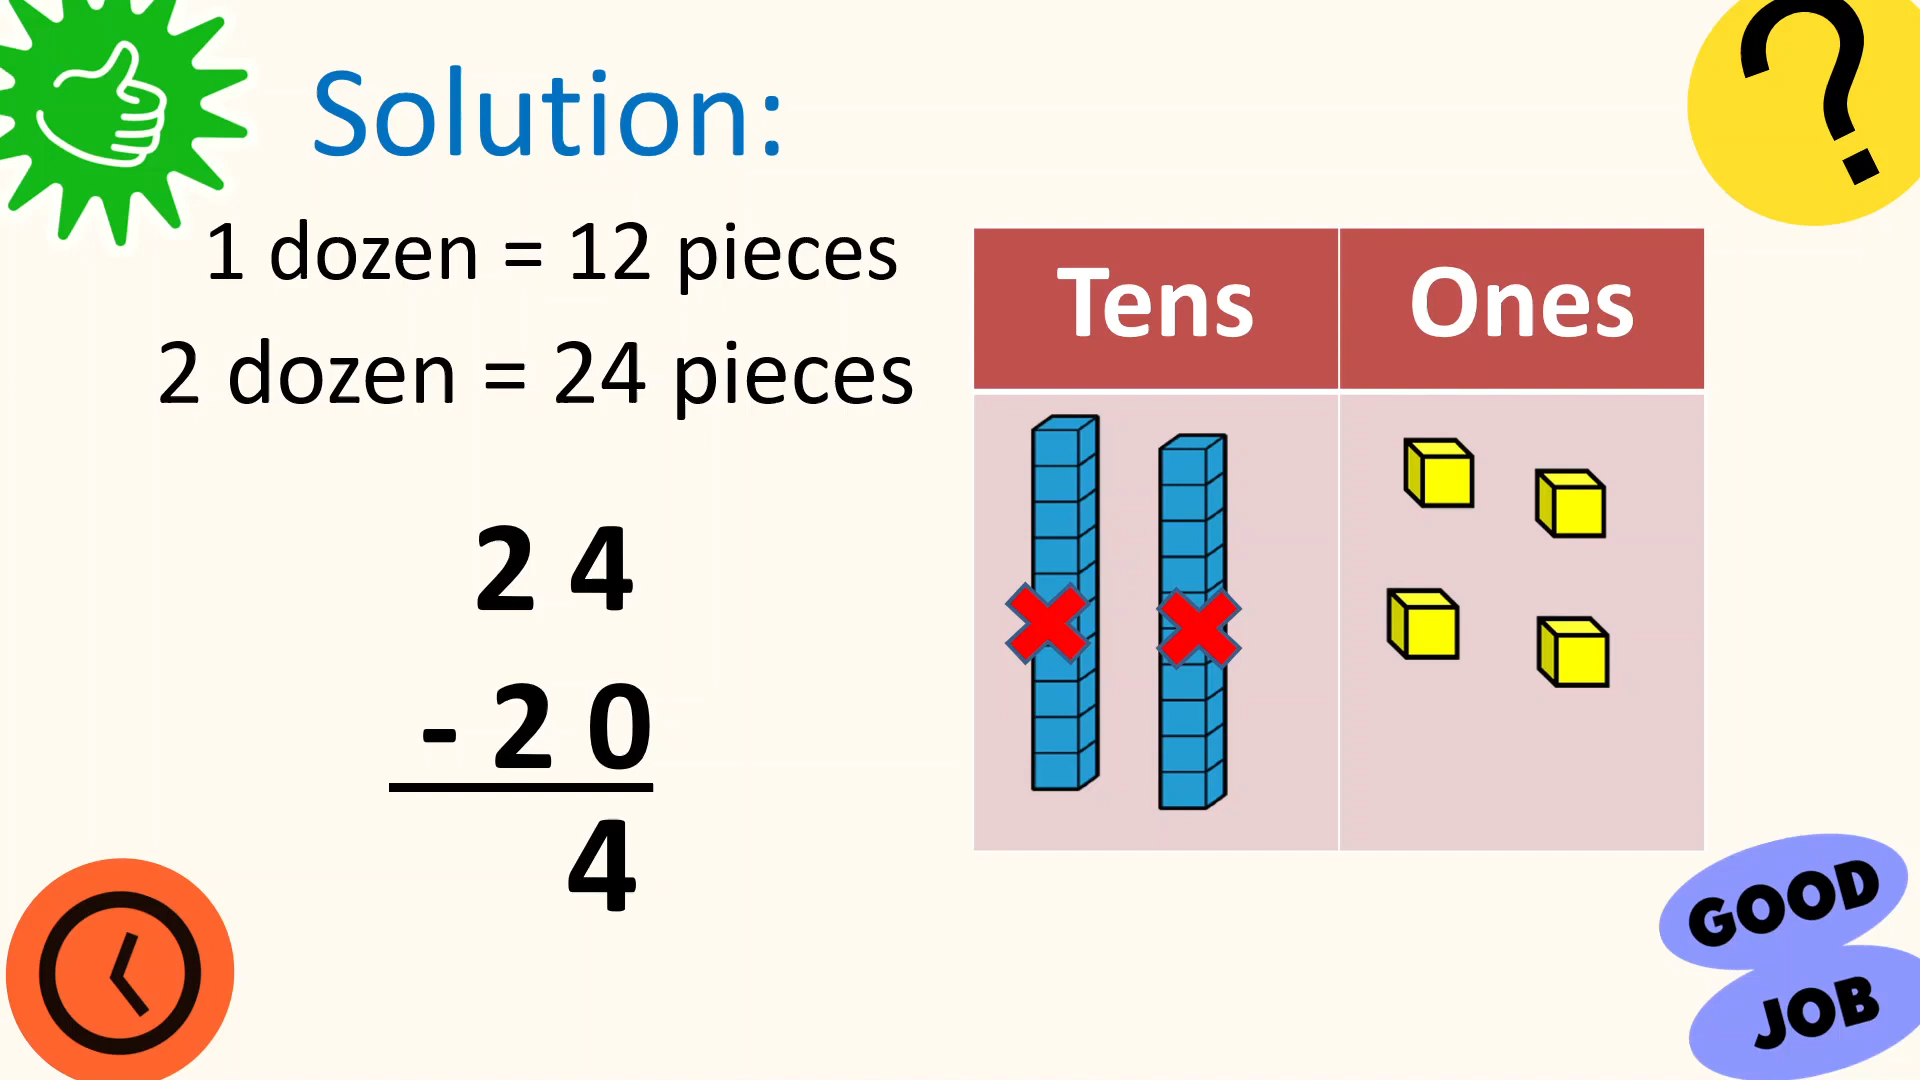 Solution:
1 dozen = 12 pieces
2 dozen = 24 pieces
2 4
- 2 0
4
?
Tens Ones
GOOD
JOB